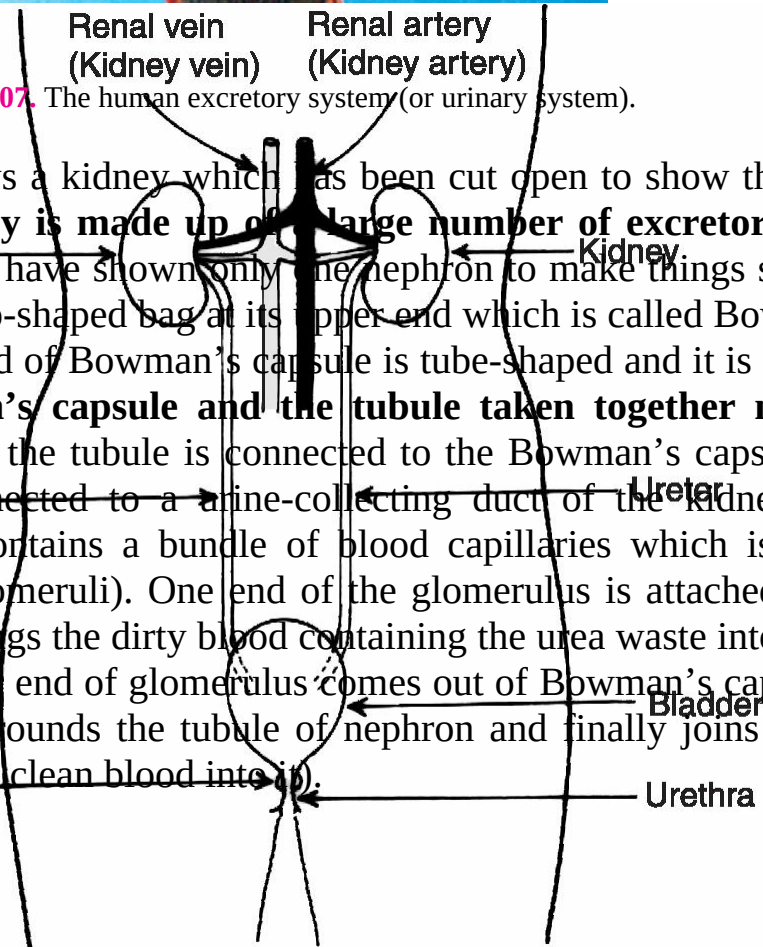 Renal vein
(Kidney vein)
Renal artery
(Kidney artery)
07. The human excretory system (or urinary system).
s a kidney which has been cut open to show th
y is made up of large number of excretor
Kidney
have shown only one nephron to make things s
-shaped bag at its upper end which is called Bow
d of Bowman's capsule is tube-shaped and it is
's capsule and the tubule taken together
the tubule is connected to the Bowman's caps
nected to a urine-collecting duct of the kidne
Ureter
ontains a bundle of blood capillaries which is
omeruli). One end of the glomerulus is attache
gs the dirty blood containing the urea waste into
end of glomerulus comes out of Bowman's ca
Bladder
rounds the tubule of nephron and finally joins
clean blood into it).
Urethra